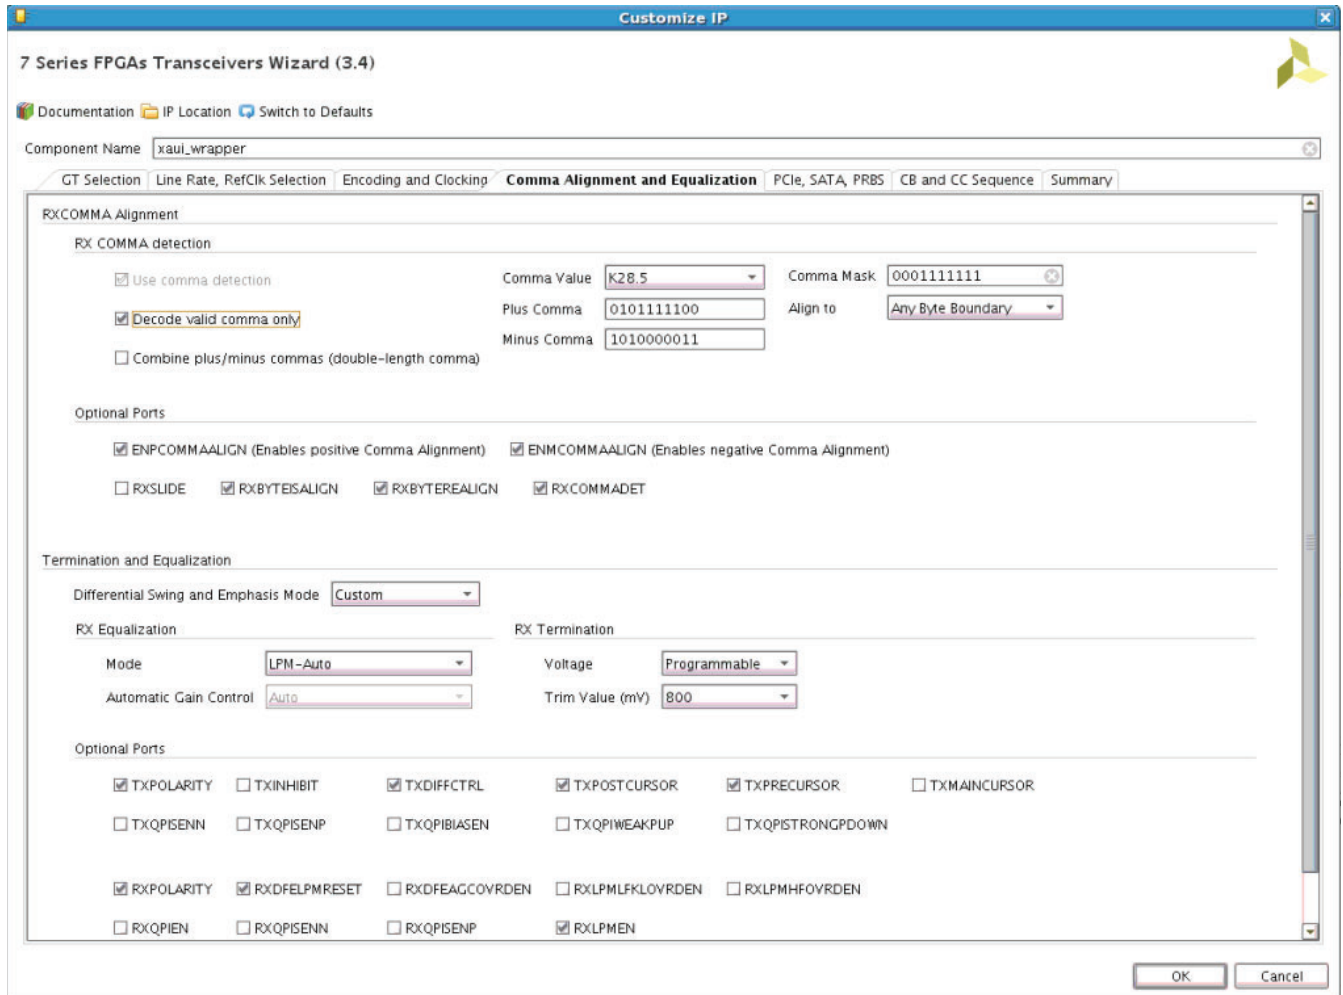 Customize IP
7 Series FPGAs Transceivers Wizard (3.4)
Documentation IP Location Switch to Defaults
Component Name xaui_wrapper
GT Selection Line Rate, RefClk Selection Encoding and Clocking Comma Alignment and Equalization PCIe, SATA, PRBS CB and CC Sequence Summary
RXCOMMA Alignment
RX COMMA detection
Use comma detection Comma Value K28.5 Comma Mask 0001111111
Decode valid comma only Plus Comma 0101111100 Align to Any Byte Boundary
Minus Comma 1010000011
Combine plus/minus commas (double-length comma)
Optional Ports
ENPCOMMAALIGN (Enables positive Comma Alignment) ENMCOMMAALIGN (Enables negative Comma Alignment)
RXSLIDE RXBYTEISALIGN RXBYTEREALIGN RXCOMMADET
Termination and Equalization
Differential Swing and Emphasis Mode Custom
RX Equalization RX Termination
Mode LPM-Auto Voltage Programmable
Automatic Gain Control Auto Trim Value (mV) 800
Optional Ports
TXPOLARITY TXINHIBIT TXDIFFCTRL TXPOSTCURSOR TXPRECURSOR TXMAINCURSOR
TXQPISENN TXQPISENP TXQPIBIASEN TXQPIWEAKPUP TXQPISTRONGPDOWN
RXPOLARITY RXDFELPMRESET RXDFEAGCOVRDEN RXLPMLFKLOVRDEN RXLPMHFOVRDEN
RXQPIEN RXQPISENN RXQPISENP RXLPMEN
OK Cancel